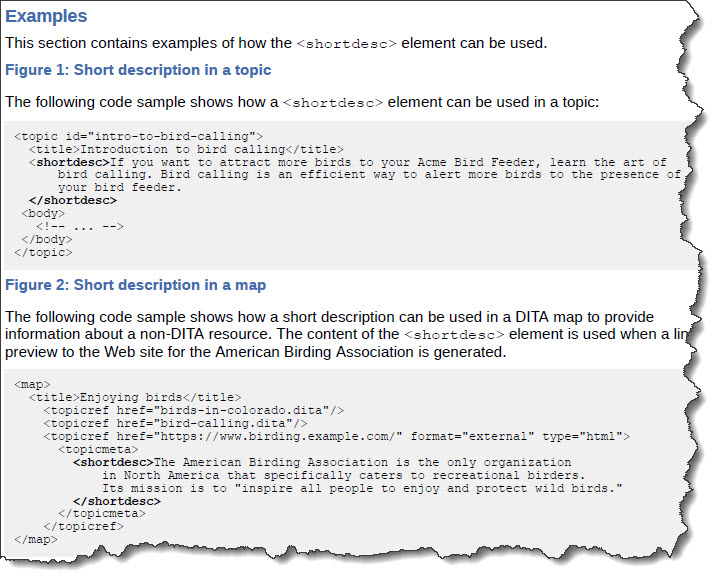 Examples
This section contains examples of how the <shortdesc> element can be used.
Figure 1: Short description in a topic
The following code sample shows how a <shortdesc> element can be used in a topic:
<topic id="intro-to-bird-calling">
<title>Introduction to bird calling</title>
<shortdesc>If you want to attract more birds to your Acme Bird Feeder, learn the art of
bird calling. Bird calling is an efficient way to alert more birds to the presence of
your bird feeder.
</shortdesc>
<body>
<!-- ... -->
</body>
</topic>
Figure 2: Short description in a map
The following code sample shows how a short description can be used in a DITA map to provide
information about a non-DITA resource. The content of the <shortdesc> element is used when a
preview to the Web site for the American Birding Association is generated.
<map>
<title>Enjoying birds</title>
<topicref href="birds-in-colorado.dita"/>
<topicref href="bird-calling.dita"/>
<topicref href="https://www.birding.example.com/" format="external" type="html">
<topicmeta>
<shortdesc>The American Birding Association is the only organization
in North America that specifically caters to recreational birders.
Its mission is to "inspire all people to enjoy and protect wild birds."
</shortdesc>
</topicmeta>
</topicref>
</map>